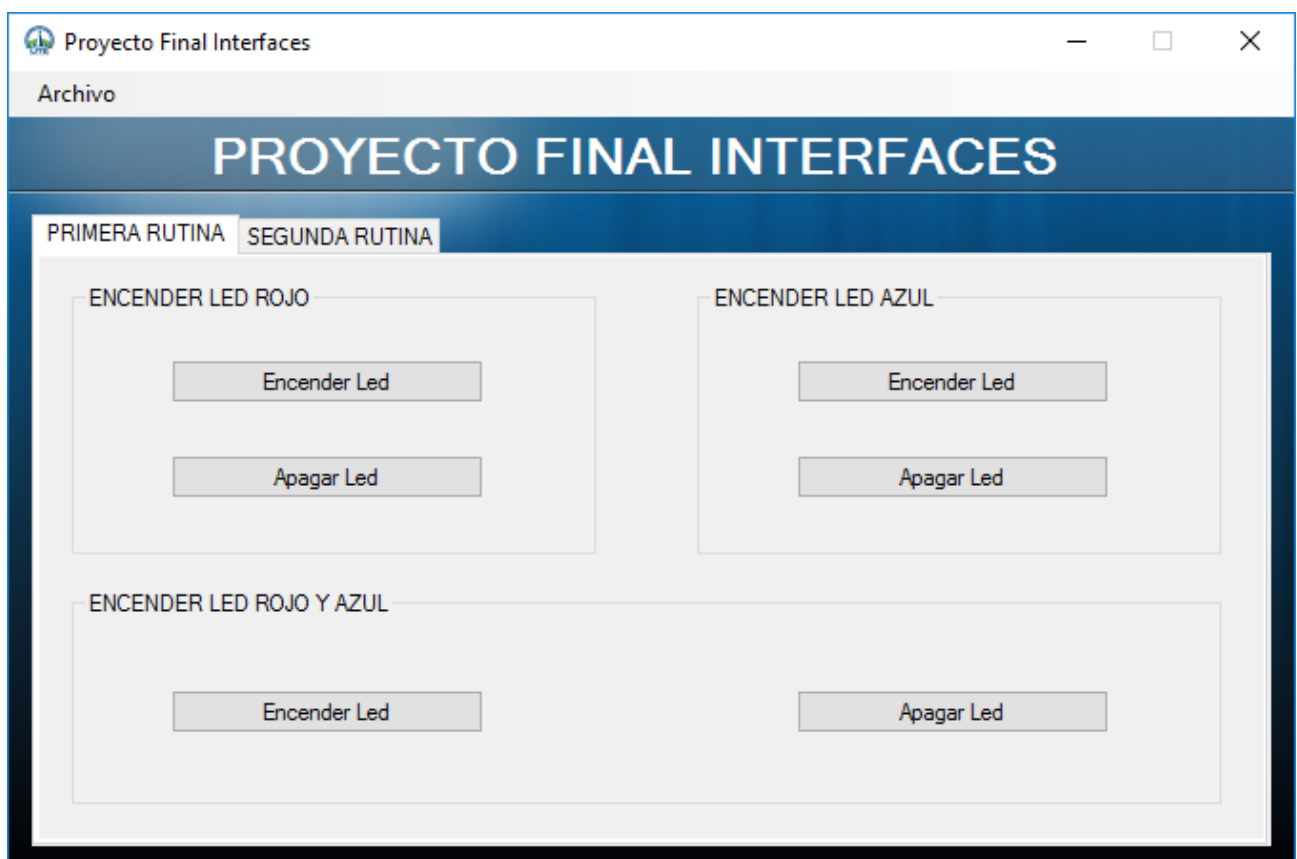 Proyecto Final Interfaces
Archivo
PROYECTO FINAL INTERFACES
PRIMERA RUTINA
SEGUNDA RUTINA
ENCENDER LED ROJO
Encender Led
Apagar Led
ENCENDER LED AZUL
Encender Led
Apagar Led
ENCENDER LED ROJO Y AZUL
Encender Led
Apagar Led